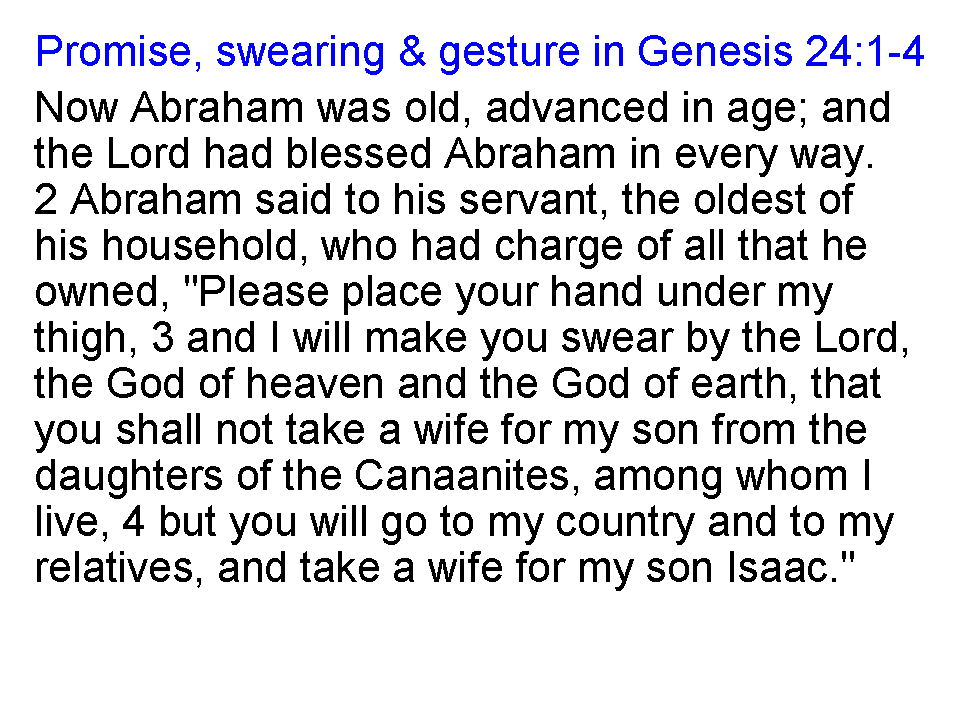 Promise, swearing & gesture in Genesis 24:1-4
Now Abraham was old, advanced in age; and
the Lord had blessed Abraham in every way.
2 Abraham said to his servant, the oldest of
his household, who had charge of all that he
owned, "Please place your hand under my
thigh, 3 and I will make you swear by the Lord,
the God of heaven and the God of earth, that
you shall not take a wife for my son from the
daughters of the Canaanites, among whom I
live, 4 but you will go to my country and to my
relatives, and take a wife for my son Isaac."